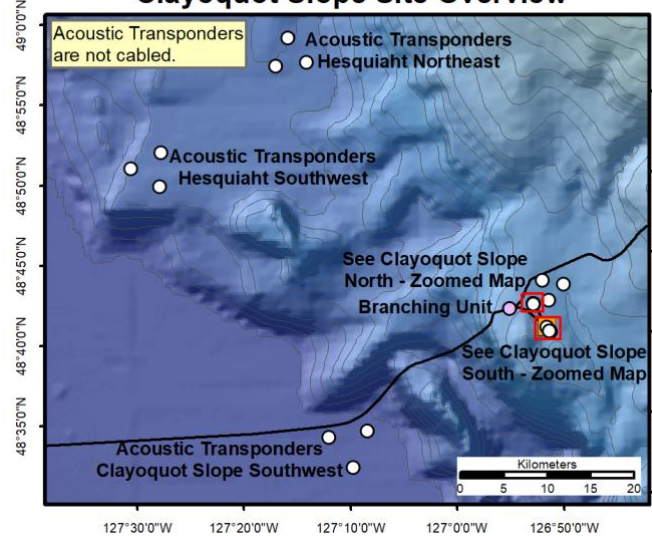 Clayoquot Slope Site Overview
Acoustic Transponders
are not cabled.
Acoustic Transponders
Hesquiaht Northeast
Acoustic Transponders
Hesquiaht Southwest
See Clayoquot Slope
North - Zoomed Map
Branching Unit
See Clayoquot Slope
South - Zoomed Map
Acoustic Transponders
Clayoquot Slope Southwest
Kilometers
0 5 10 15 20
49°0'0"N
48°55'0"N
48°50'0"N
48°45'0"N
48°40'0"N
48°35'0"N
127°30'0"W 127°20'0"W 127°10'0"W 127°0'0"W 126°50'0"W